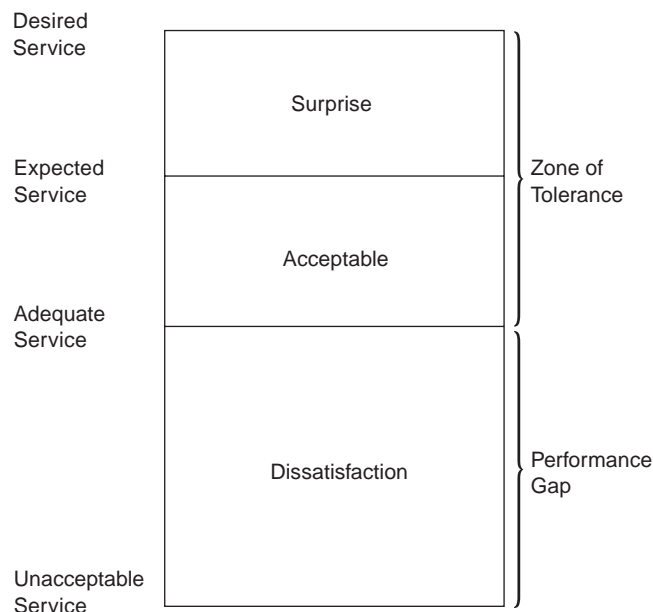 Desired
Service
Surprise
Expected
Service
Zone of
Tolerance
Acceptable
Adequate
Service
Dissatisfaction
Performance
Gap
Unacceptable
Service